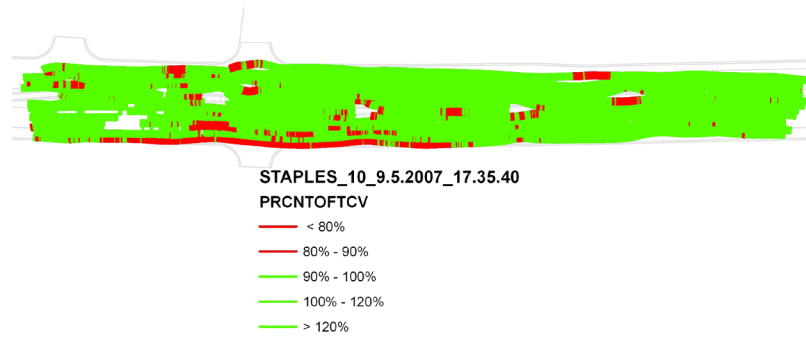 STAPLES_10_9.5.2007_17.35.40
PRCNTOFTCV
< 80%
80% - 90%
90% - 100%
100% - 120%
> 120%